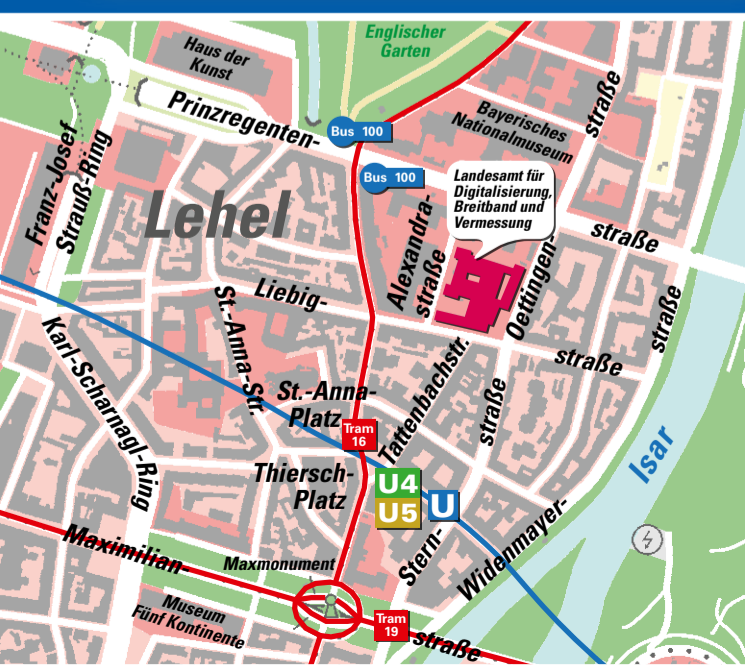 Englischer
Garten
Haus der
Kunst
Prinzregenten-
Bus 100
Bayerisches
Nationalmuseum
straße
Franz-Josef
Strauß-Ring
Bus 100
Landesamt für
Digitalisierung,
Breitband und
Vermessung
Lehel
Alexandra-
straße
Oettingen-
straße
Liebig-
straße
straße
Karl-Scharnagl-Ring
St.-Anna-Str.
St.-Anna-
Platz
Tram
16
Tattenbachstr.
straße
Isar
Thiersch-
Platz
U4
U5
U
Stern-
Widenmayer-
Maximilian-
Maxmonument
Museum
Fünf Kontinente
Tram
19
straße